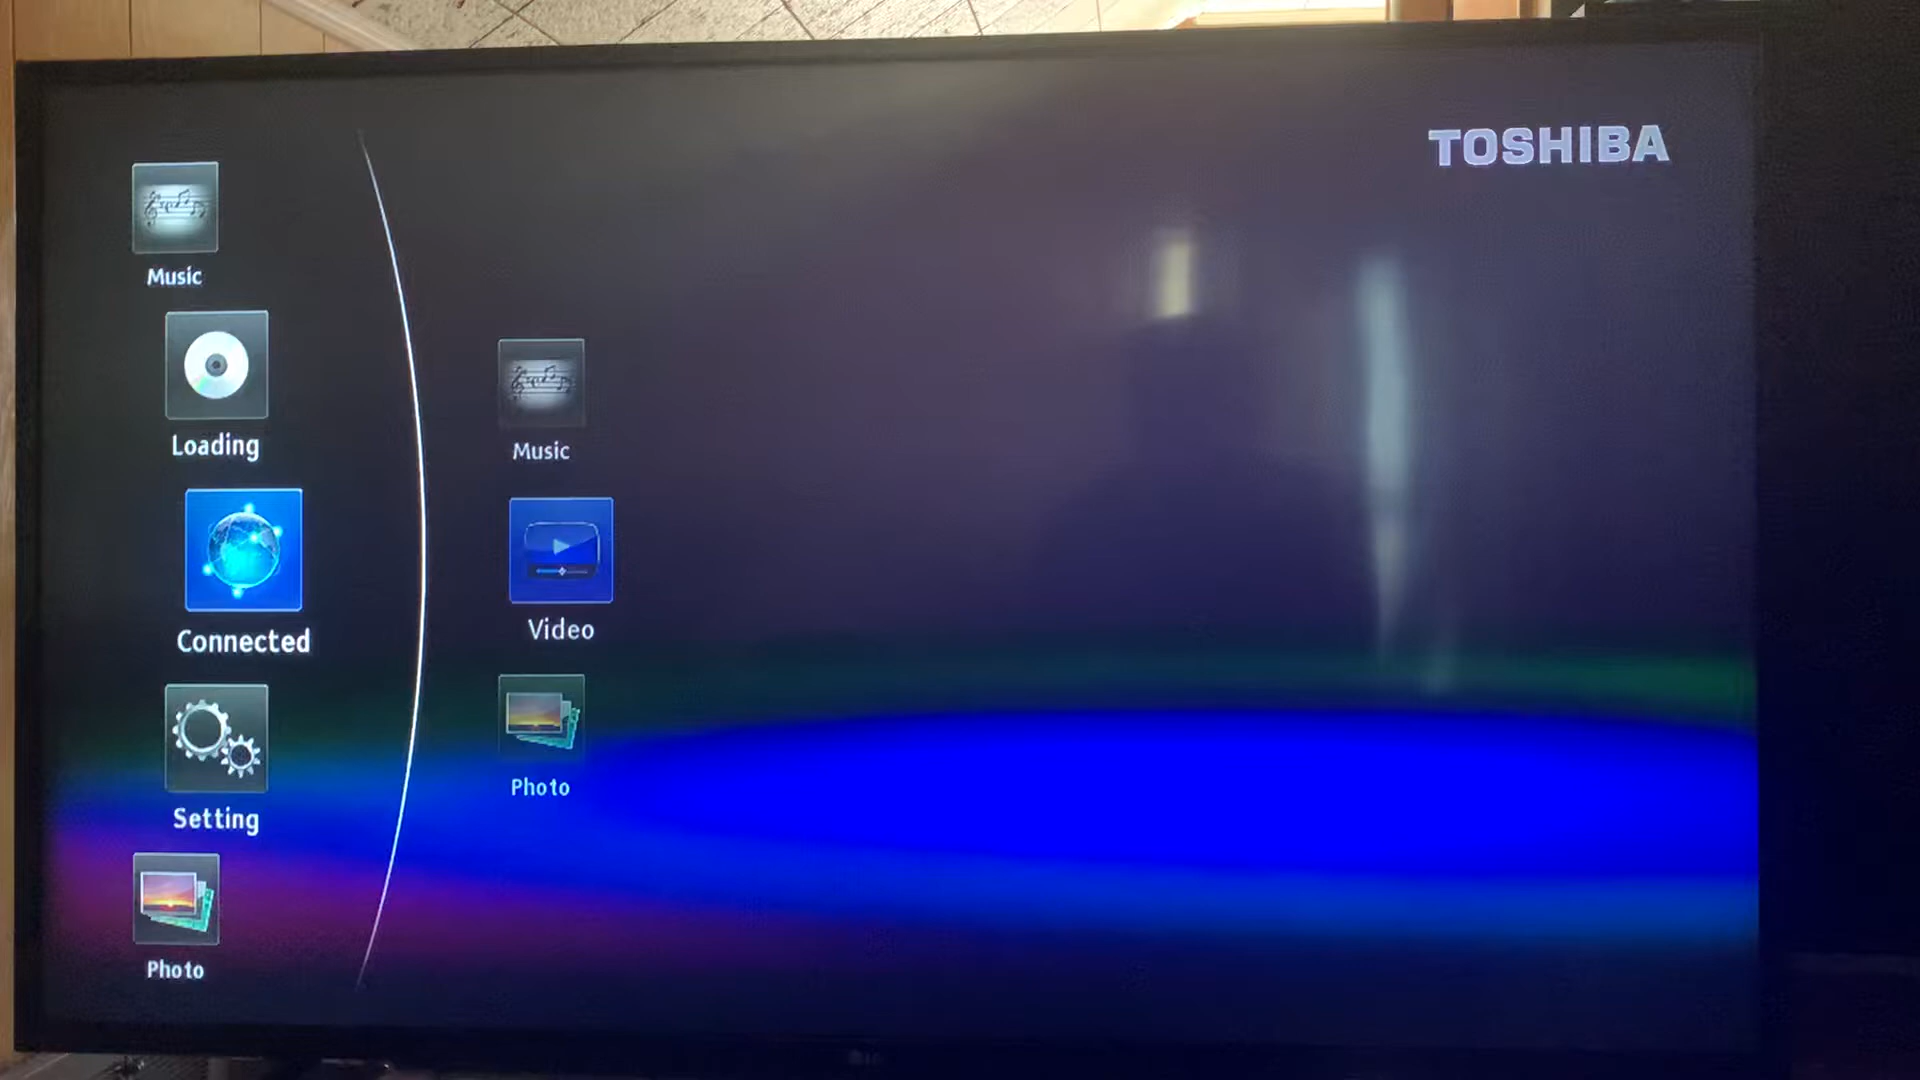 TOSHIBA
Music
Loading
Connected
Setting
Photo
Music
Video
Photo